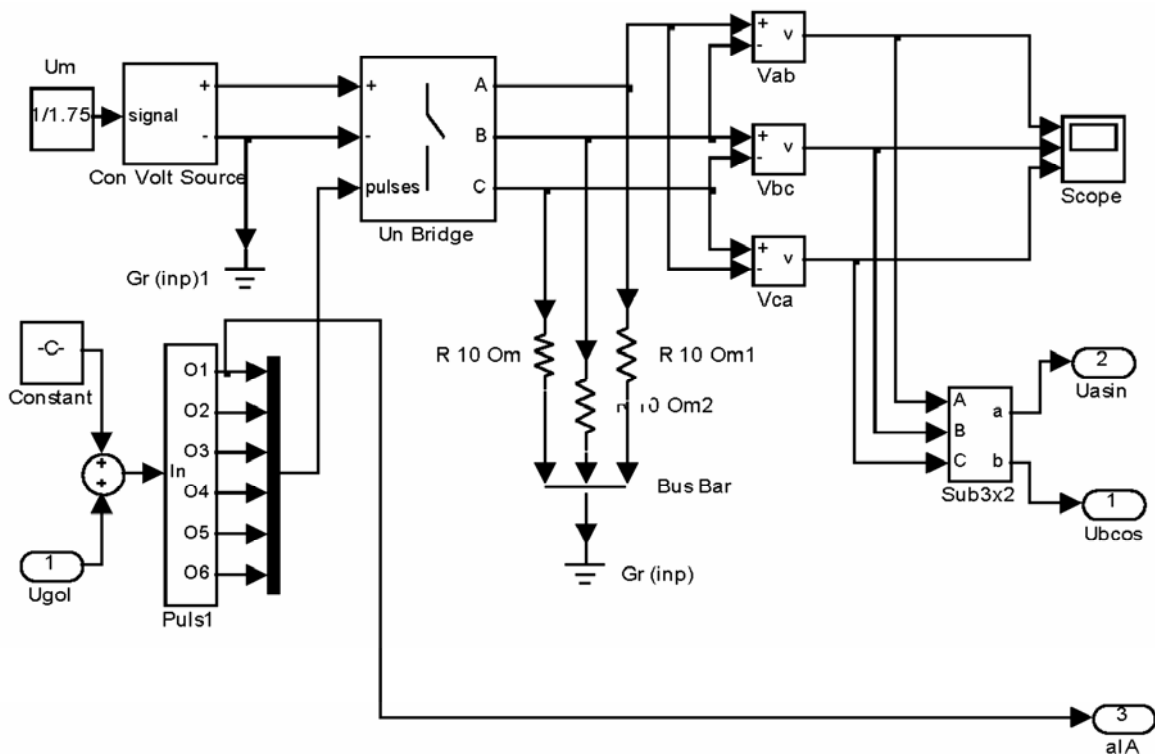 Um
1/1.75
signal
+
-
Con Volt Source
Gr (inp)1
+
-
pulses
A
B
C
Un Bridge
+
-
v
Vab
+
-
v
Vbc
+
-
v
Vca
Scope
-C-
Constant
+
+
1
Ugol
In
O1
O2
O3
O4
O5
O6
Puls1
R 10 Om
R 10 Om1
10 Om2
Bus Bar
Gr (inp)
A
B
C
a
b
Sub3x2
2
Uasin
1
Ubcos
3